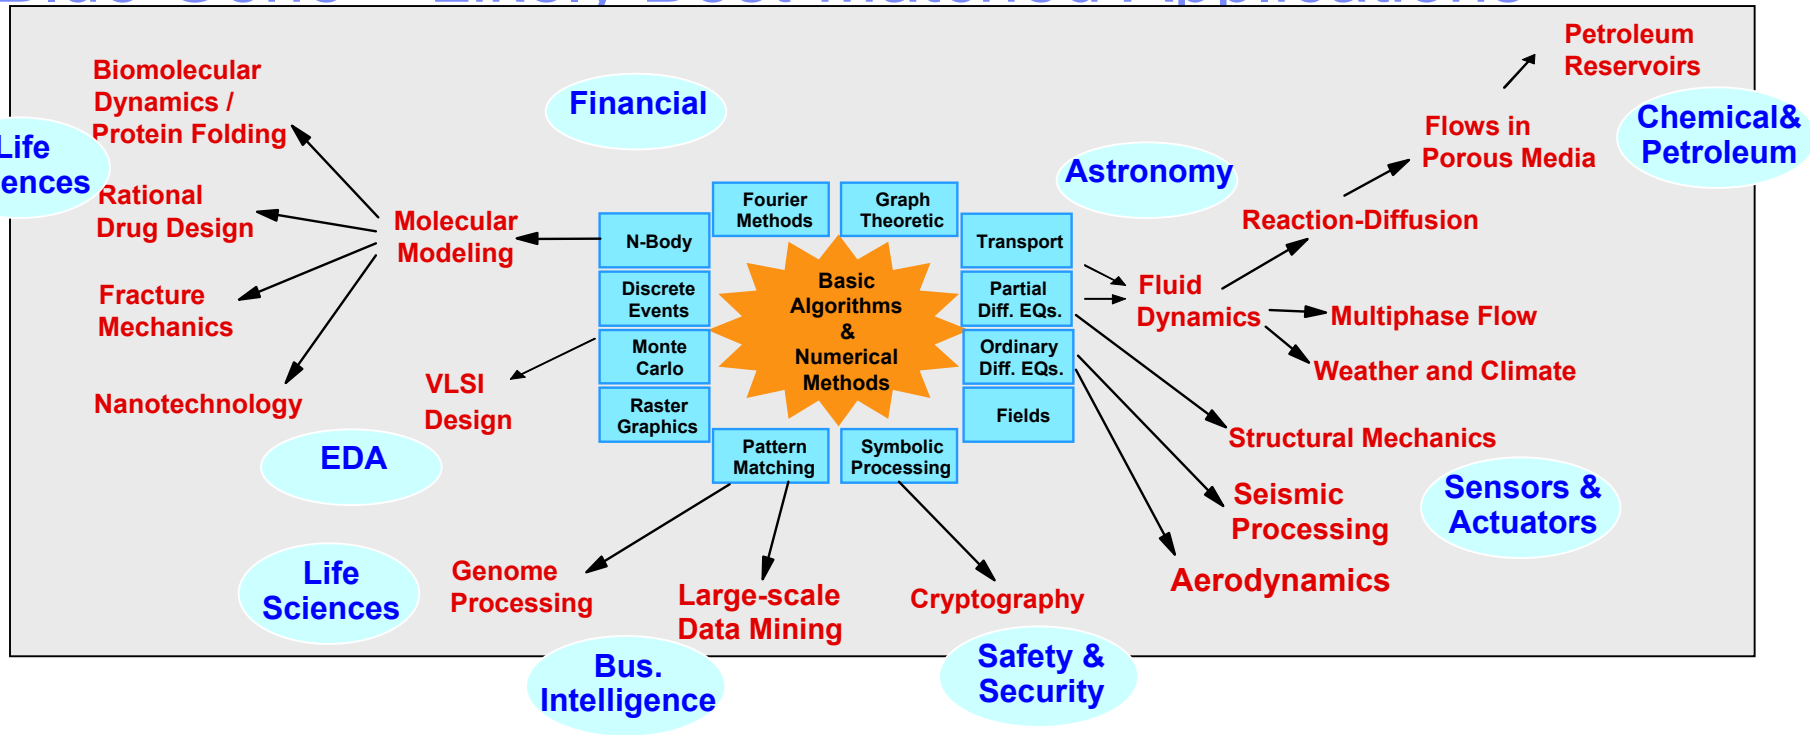 Biomolecular
Dynamics /
Protein Folding
Life
ences
Rational
Drug Design
Fracture
Mechanics
Nanotechnology
Molecular
Modeling
Financial
VLSI
Design
EDA
Life
Sciences
Genome
Processing
Bus.
Intelligence
Large-scale
Data Mining
Fourier
Methods
Graph
Theoretic
N-Body
Discrete
Events
Monte
Carlo
Raster
Graphics
Pattern
Matching
Symbolic
Processing
Basic
Algorithms
&
Numerical
Methods
Transport
Partial
Diff. EQs.
Ordinary
Diff. EQs.
Fields
Astronomy
Petroleum
Reservoirs
Chemical&
Petroleum
Flows in
Porous Media
Reaction-Diffusion
Fluid
Dynamics
Multiphase Flow
Weather and Climate
Structural Mechanics
Seismic
Processing
Sensors &
Actuators
Aerodynamics
Cryptography
Safety &
Security